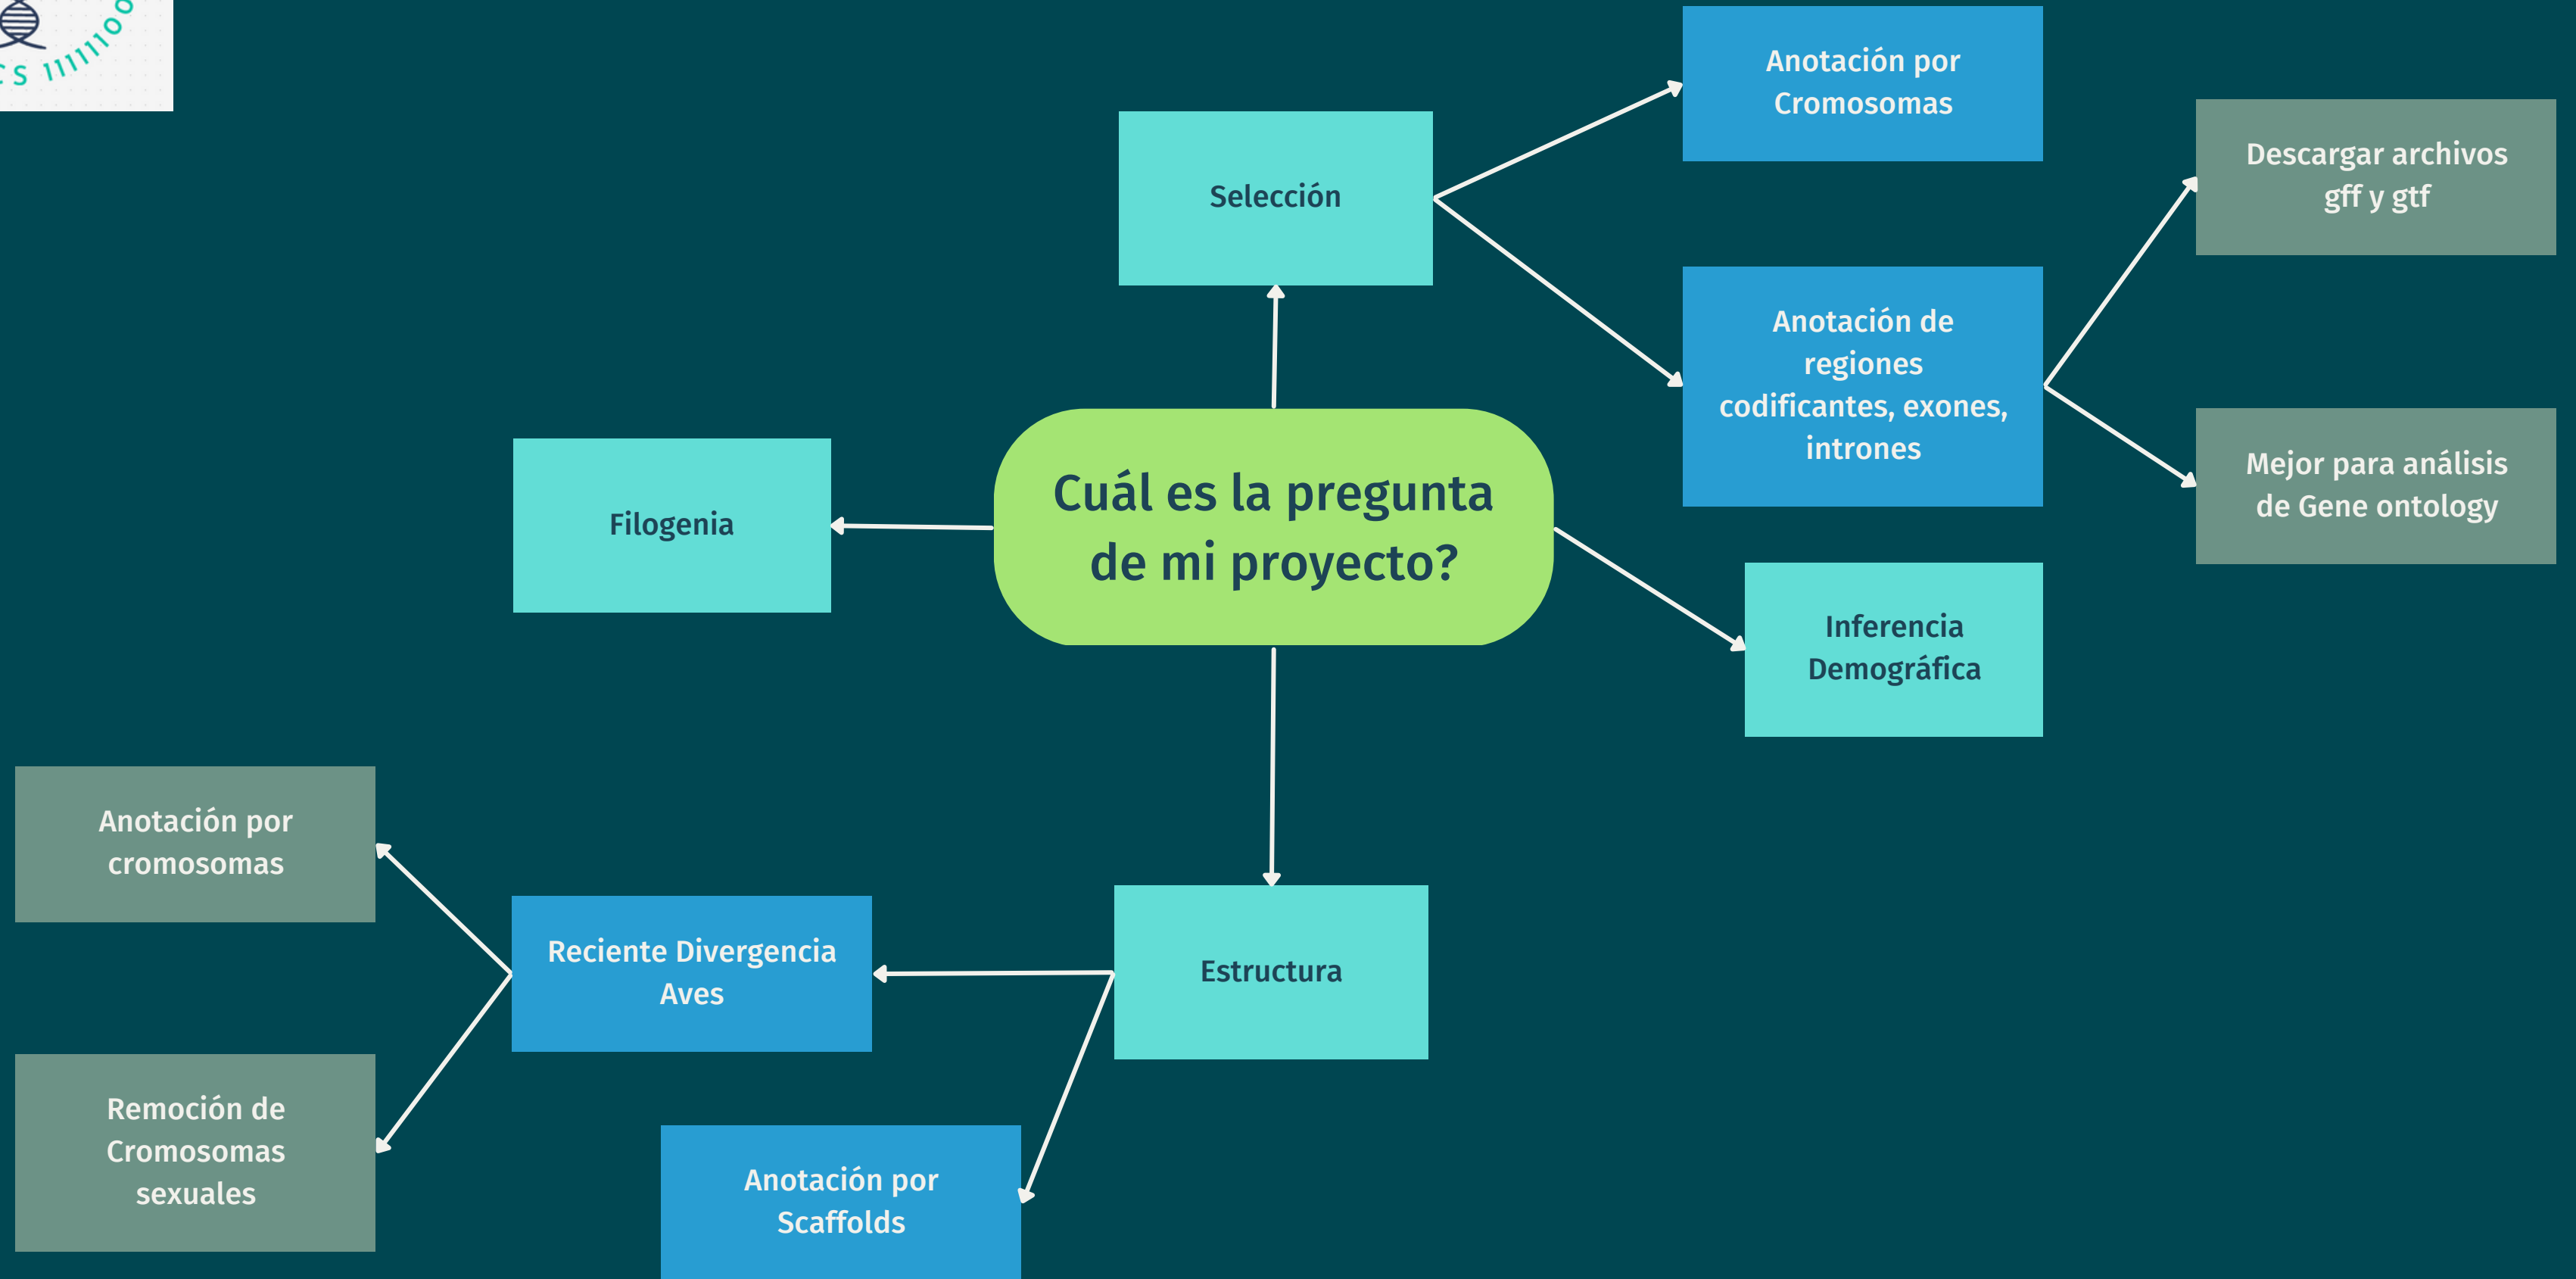 CS 11111100
Anotación por
Cromosomas
Selección
Descargar archivos
gff y gtf
Anotación de
regiones
codificantes, exones,
intrones
Filogenia
Cuál es la pregunta
de mi proyecto?
Mejor para análisis
de Gene ontology
Inferencia
Demográfica
Anotación por
cromosomas
Reciente Divergencia
Aves
Estructura
Remoción de
Cromosomas
sexuales
Anotación por
Scaffolds